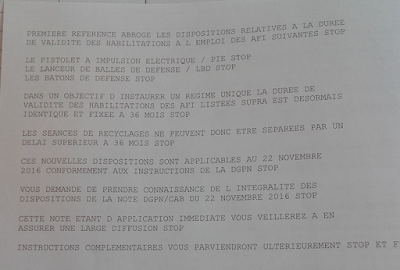 PREMIERE REFERENCE ABROGE LES DISPOSITIONS RELATIVES A LA DUREE
DE VALIDITE DES HABILITATIONS A L EMPLOI DES AFI SUIVANTES STOP
LE PISTOLET A IMPULSION ELECTRIQUE / PIE STOP
LE LANCEUR DE BALLES DE DEFENSE / LBD STOP
LES BATONS DE DEFENSE STOP
DANS UN OBJECTIF D INSTAURER UN REGIME UNIQUE LA DUREE DE
VALIDITE DES HABILITATIONS DES AFI LISTEES SUPRA EST DESORMAIS
IDENTIQUE ET FIXEE A 36 MOIS STOP
LES SEANCES DE RECYCLAGES NE PEUVENT DONC ETRE SEPAREES PAR UN
DELAI SUPERIEUR A 36 MOIS STOP
CES NOUVELLES DISPOSITIONS SONT APPLICABLES AU 22 NOVEMBRE
2016 CONFORMEMENT AUX INSTRUCTIONS DE LA DGPN STOP
VOUS DEMANDE DE PRENDRE CONNAISSANCE DE L INTEGRALITE DES
DISPOSITIONS DE LA NOTE DGPN/CAB DU 22 NOVEMBRE 2016 STOP
CETTE NOTE ETANT D APPLICATION IMMEDIATE VOUS VEILLEREZ A EN
ASSURER UNE LARGE DIFFUSION STOP
INSTRUCTIONS COMPLEMENTAIRES VOUS PARVIENDRONT ULTERIEUREMENT STOP ET F